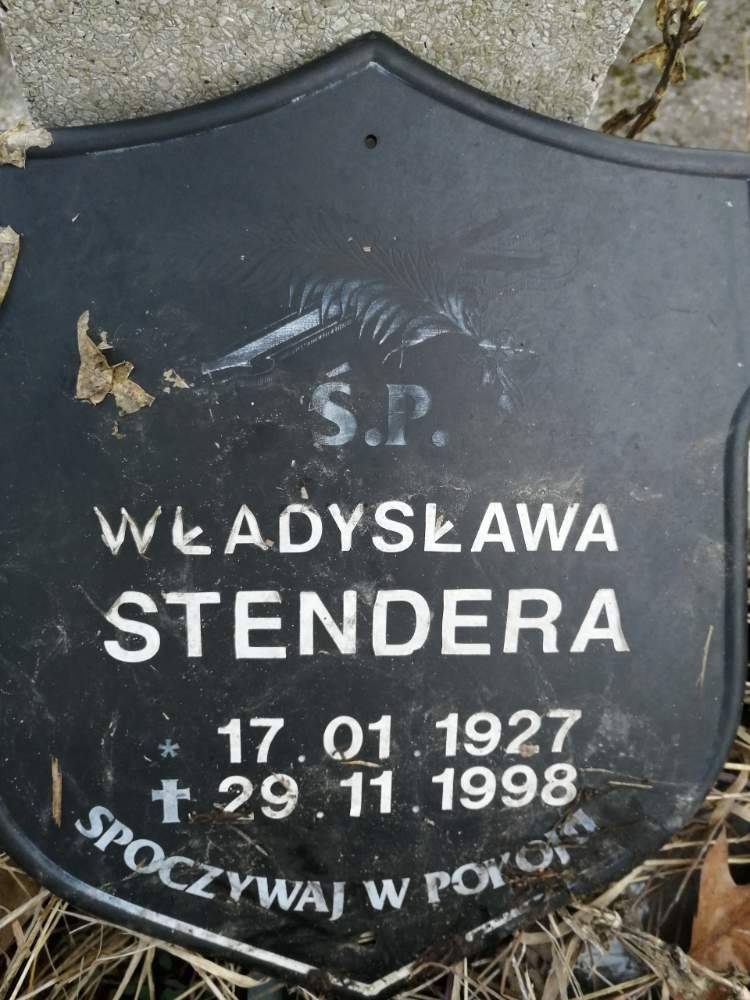 Ś.P.
WŁADYSŁAWA
STENDERA
* 17.01.1927
† 29.11.1998
SPOCZYWAJ W POKOJU